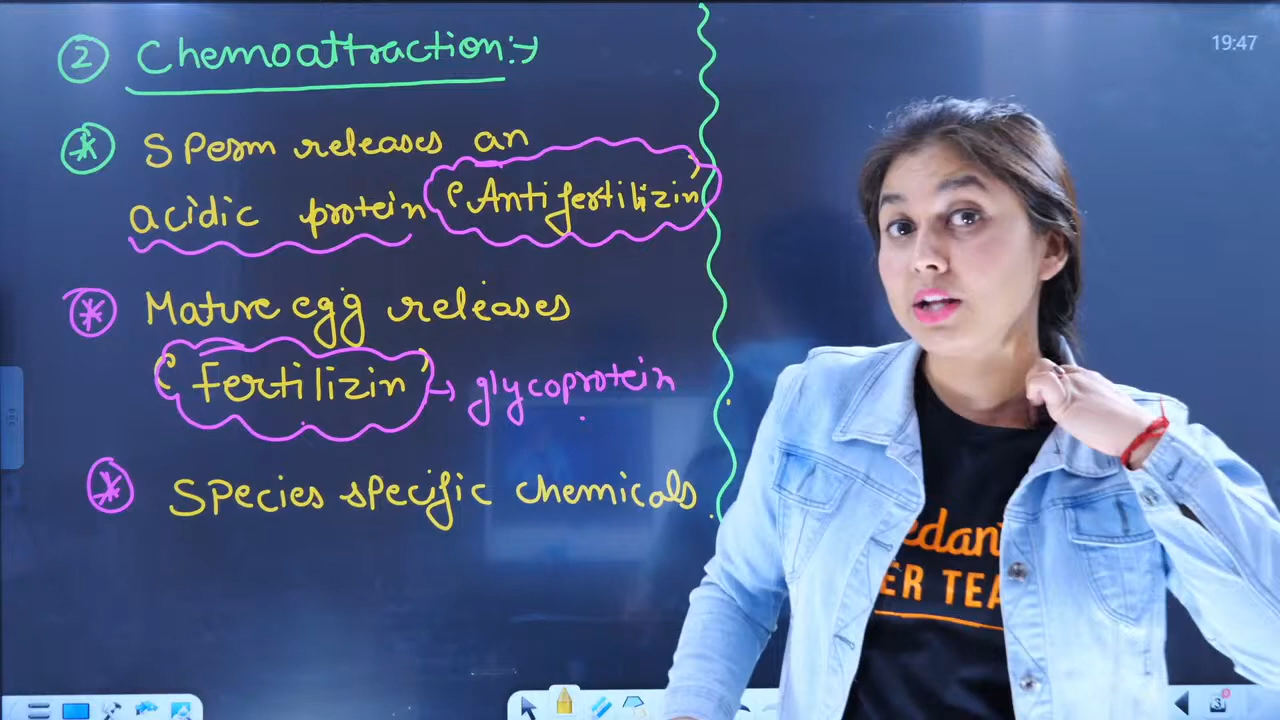 ② Chemoattraction:→
* Sperm releases an
acidic protein 'Antifertilizin'
* Mature egg releases
'Fertilizin' → glycoprotein
* Species specific chemicals.
19:47
edant
ER TEA